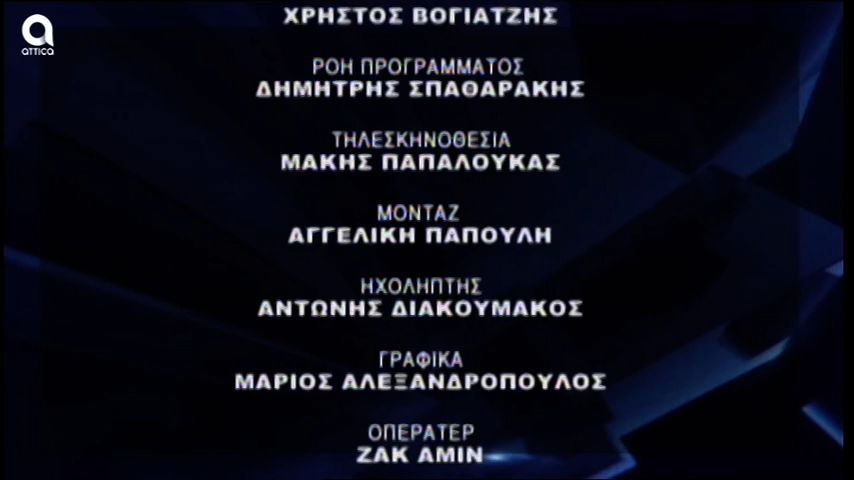 ΧΡΗΣΤΟΣ ΒΟΓΙΑΤΖΗΣ
attica
ΡΟΗ ΠΡΟΓΡΑΜΜΑΤΟΣ
ΔΗΜΗΤΡΗΣ ΣΠΑΘΑΡΑΚΗΣ
ΤΗΛΕΣΚΗΝΟΘΕΣΙΑ
ΜΑΚΗΣ ΠΑΠΑΛΟΥΚΑΣ
ΜΟΝΤΑΖ
ΑΓΓΕΛΙΚΗ ΠΑΠΟΥΛΗ
ΗΧΟΛΗΠΤΗΣ
ΑΝΤΩΝΗΣ ΔΙΑΚΟΥΜΑΚΟΣ
ΓΡΑΦΙΚΑ
ΜΑΡΙΟΣ ΑΛΕΞΑΝΔΡΟΠΟΥΛΟΣ
ΟΠΕΡΑΤΕΡ
ΖΑΚ ΑΜΙΝ